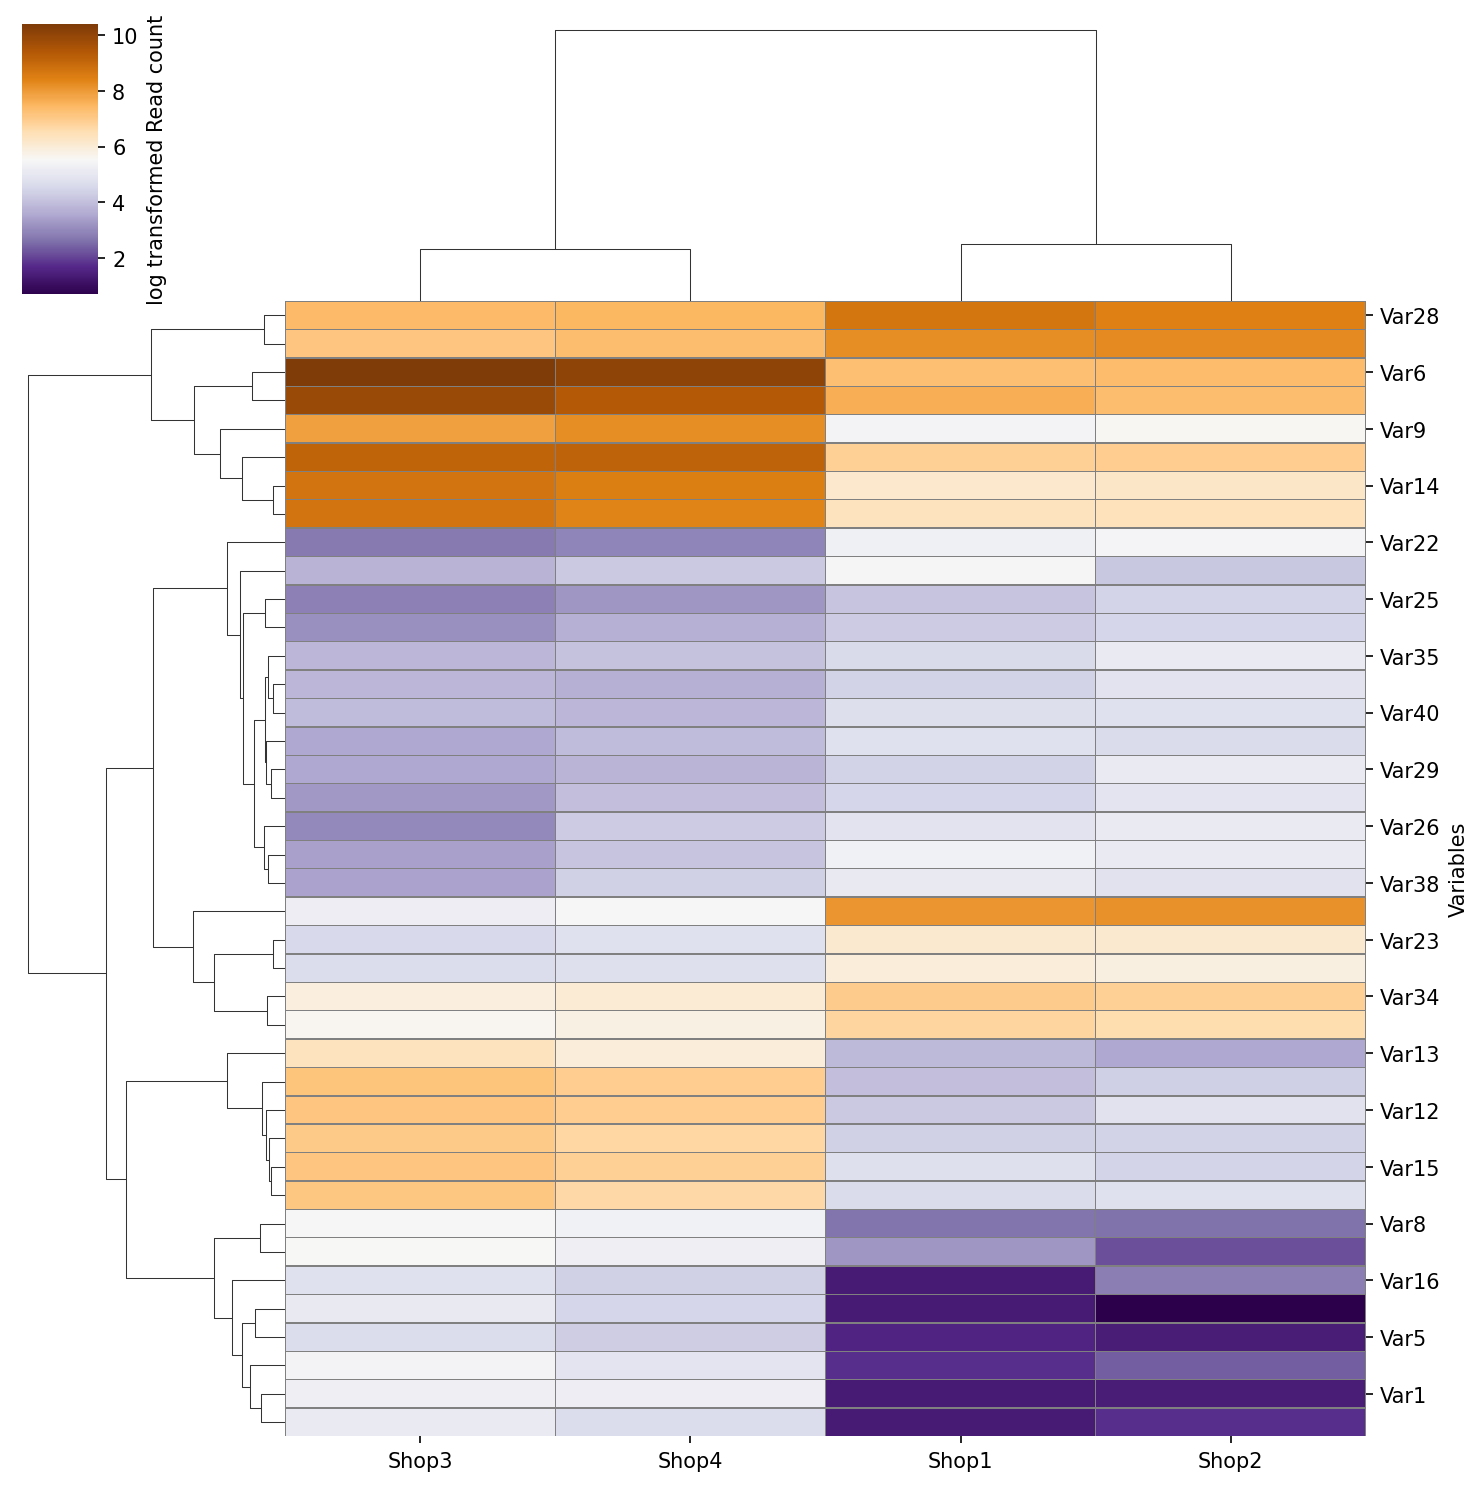 10
8
6
4
2
log transformed Read count
Var28
Var6
Var9
Var14
Var22
Var25
Var35
Var40
Var29
Var26
Var38
Var23
Var34
Var13
Var12
Var15
Var8
Var16
Var5
Var1
Variables
Shop3 Shop4 Shop1 Shop2